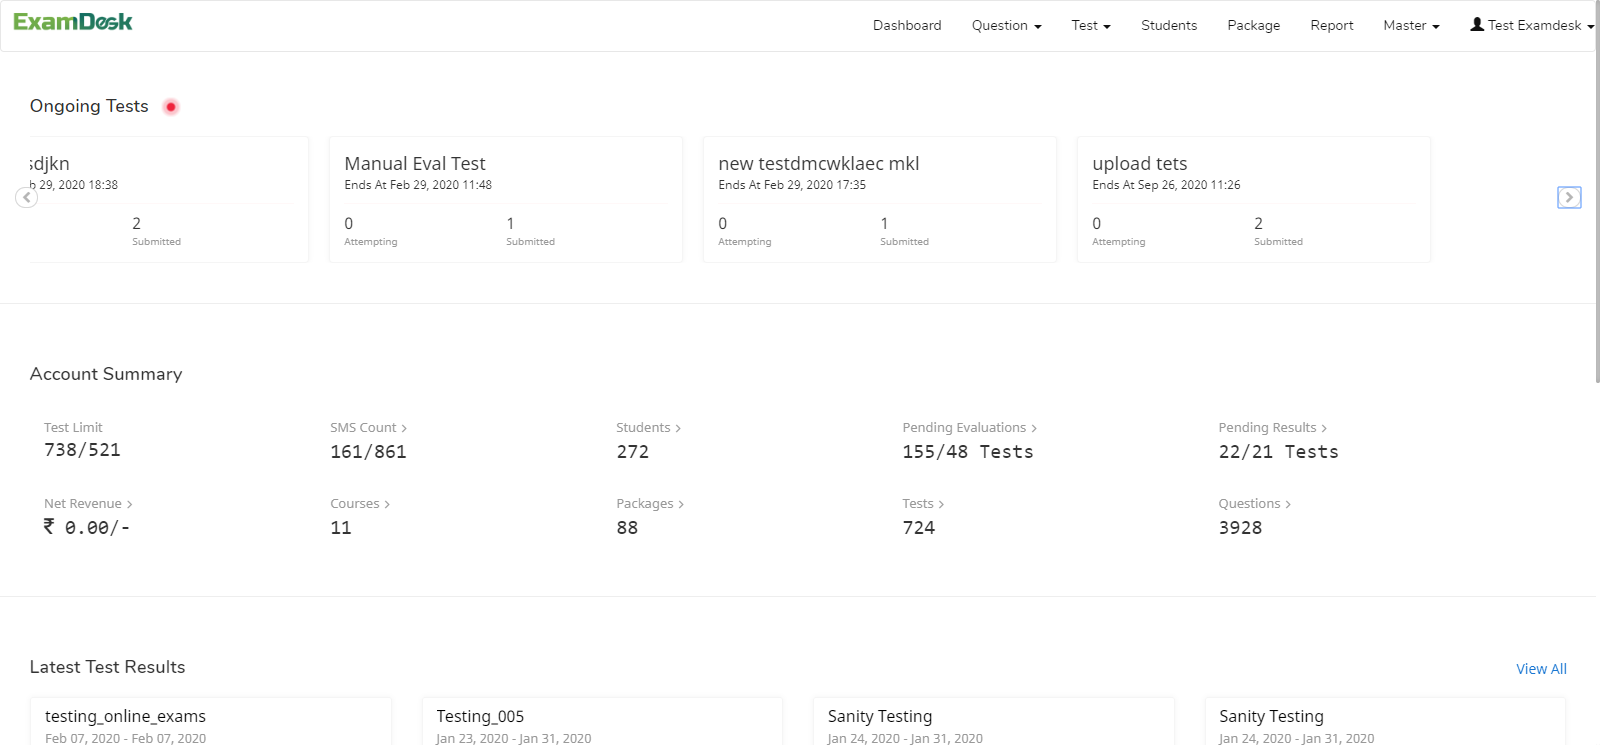 ExamDesk
Dashboard Question Test Students Package Report Master Test Examdesk
Ongoing Tests
sdjkn
29, 2020 18:38
2
Submitted
Manual Eval Test
Ends At Feb 29, 2020 11:48
0 1
Attempting Submitted
new testdmcwklaec mkl
Ends At Feb 29, 2020 17:35
0 1
Attempting Submitted
upload tets
Ends At Sep 26, 2020 11:26
0 2
Attempting Submitted
Account Summary
Test Limit
738/521
SMS Count >
161/861
Students >
272
Pending Evaluations >
155/48 Tests
Pending Results >
22/21 Tests
Net Revenue >
₹ 0.00/-
Courses >
11
Packages >
88
Tests >
724
Questions >
3928
Latest Test Results
View All
testing_online_exams
Feb 07, 2020 - Feb 07, 2020
Testing_005
Jan 23, 2020 - Jan 31, 2020
Sanity Testing
Jan 24, 2020 - Jan 31, 2020
Sanity Testing
Jan 24, 2020 - Jan 31, 2020